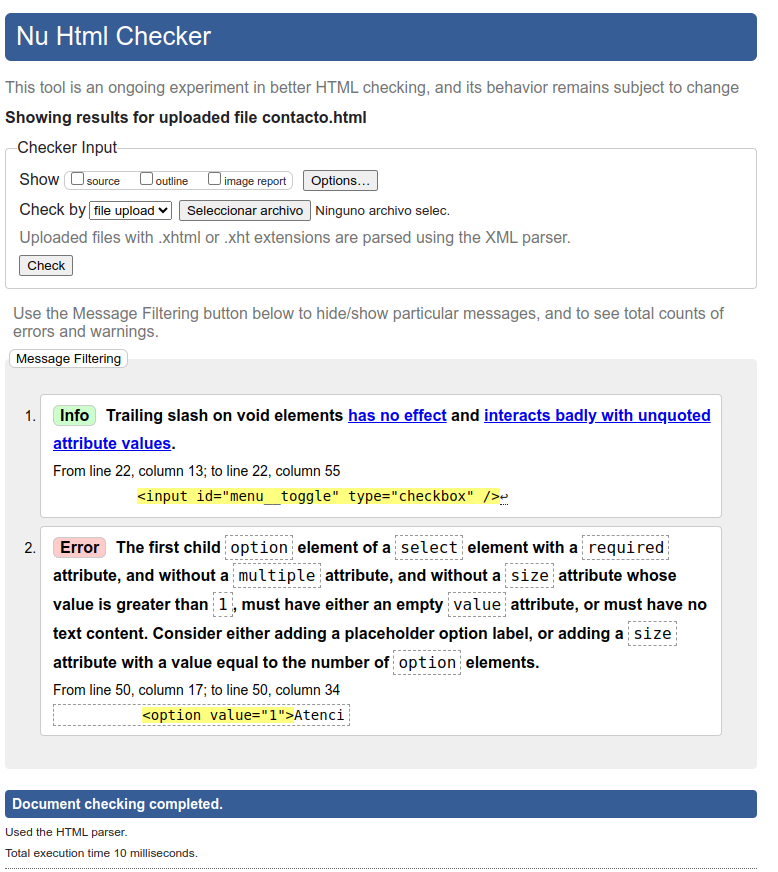 Nu Html Checker
This tool is an ongoing experiment in better HTML checking, and its behavior remains subject to change
Showing results for uploaded file contacto.html
Checker Input
Show source outline image report Options…
Check by file upload Seleccionar archivo Ninguno archivo selec.
Uploaded files with .xhtml or .xht extensions are parsed using the XML parser.
Check
Use the Message Filtering button below to hide/show particular messages, and to see total counts of
errors and warnings.
Message Filtering
1. Info Trailing slash on void elements has no effect and interacts badly with unquoted
attribute values.
From line 22, column 13; to line 22, column 55
<input id="menu__toggle" type="checkbox" />↩
2. Error The first child option element of a select element with a required
attribute, and without a multiple attribute, and without a size attribute whose
value is greater than 1, must have either an empty value attribute, or must have no
text content. Consider either adding a placeholder option label, or adding a size
attribute with a value equal to the number of option elements.
From line 50, column 17; to line 50, column 34
<option value="1">Atenci
Document checking completed.
Used the HTML parser.
Total execution time 10 milliseconds.